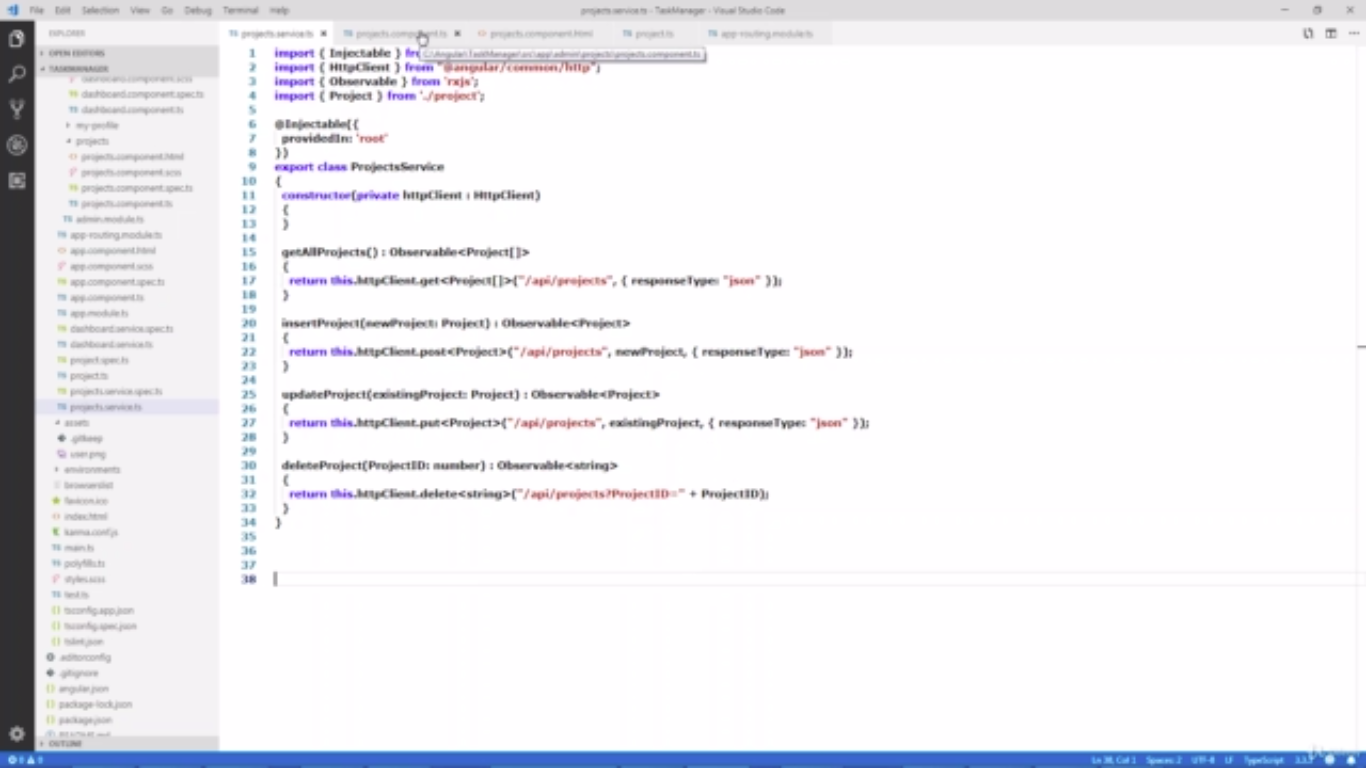 File Edit Selection View Go Debug Terminal Help
projects.service.ts - TaskManager - Visual Studio Code
EXPLORER
projects.service.ts
projects.component.ts
projects.component.html
project.ts
app-routing.module.ts
OPEN EDITORS
TASKMANAGER
dashboard.component.scss
dashboard.component.spec.ts
dashboard.component.ts
my-profile
projects
projects.component.html
projects.component.scss
projects.component.spec.ts
projects.component.ts
admin.module.ts
app-routing.module.ts
app.component.html
app.component.scss
app.component.spec.ts
app.component.ts
app.module.ts
dashboard.service.spec.ts
dashboard.service.ts
project.spec.ts
project.ts
projects.service.spec.ts
projects.service.ts
assets
.gitkeep
user.png
environments
browserslist
favicon.ico
index.html
karma.conf.js
main.ts
polyfills.ts
styles.scss
test.ts
tsconfig.app.json
tsconfig.spec.json
tslint.json
.editorconfig
.gitignore
angular.json
package-lock.json
package.json
README.md
OUTLINE
C:\Angular\TaskManager\src\app\admin\projects\projects.component.ts
1 import { Injectable } fro
2 import { HttpClient } from "@angular/common/http";
3 import { Observable } from 'rxjs';
4 import { Project } from './project';
5
6 @Injectable({
7 providedIn: 'root'
8 })
9 export class ProjectsService
10 {
11 constructor(private httpClient : HttpClient)
12 {
13 }
14
15 getAllProjects() : Observable<Project[]>
16 {
17 return this.httpClient.get<Project[]>("/api/projects", { responseType: "json" });
18 }
19
20 insertProject(newProject: Project) : Observable<Project>
21 {
22 return this.httpClient.post<Project>("/api/projects", newProject, { responseType: "json" });
23 }
24
25 updateProject(existingProject: Project) : Observable<Project>
26 {
27 return this.httpClient.put<Project>("/api/projects", existingProject, { responseType: "json" });
28 }
29
30 deleteProject(ProjectID: number) : Observable<string>
31 {
32 return this.httpClient.delete<string>("/api/projects?ProjectID=" + ProjectID);
33 }
34 }
35
36
37
38
0 0
Ln 38, Col 1 Spaces: 2 UTF-8 LF TypeScript